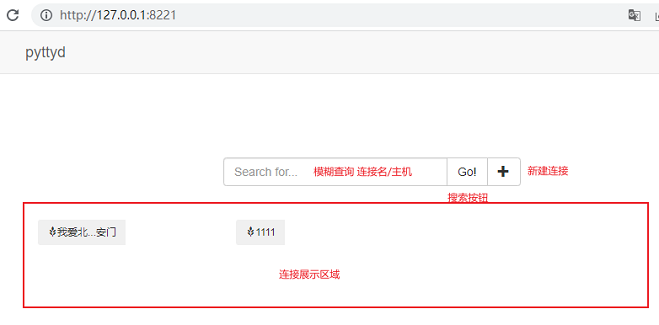 http://127.0.0.1:8221
pyttyd
Search for... 模糊查询 连接名/主机 Go! 新建连接
搜索按钮
我爱北...安门 1111
连接展示区域